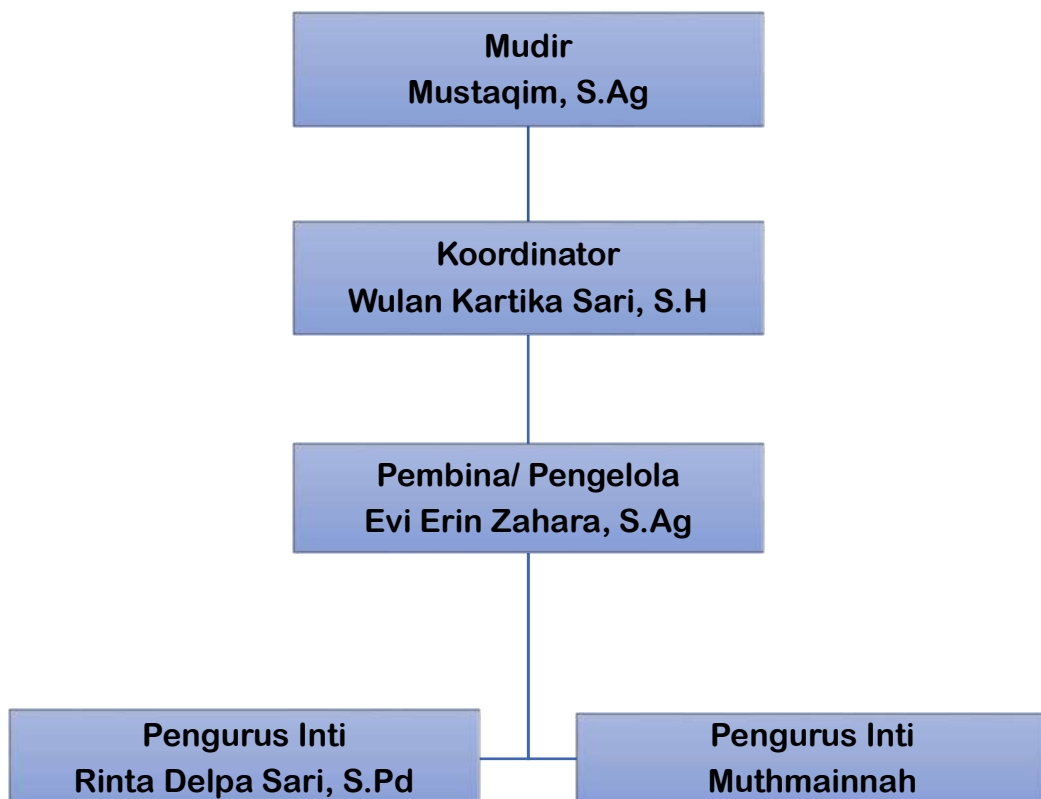 Mudir
Mustaqim, S.Ag
Koordinator
Wulan Kartika Sari, S.H
Pembina/ Pengelola
Evi Erin Zahara, S.Ag
Pengurus Inti
Rinta Delpa Sari, S.Pd
Pengurus Inti
Muthmainnah